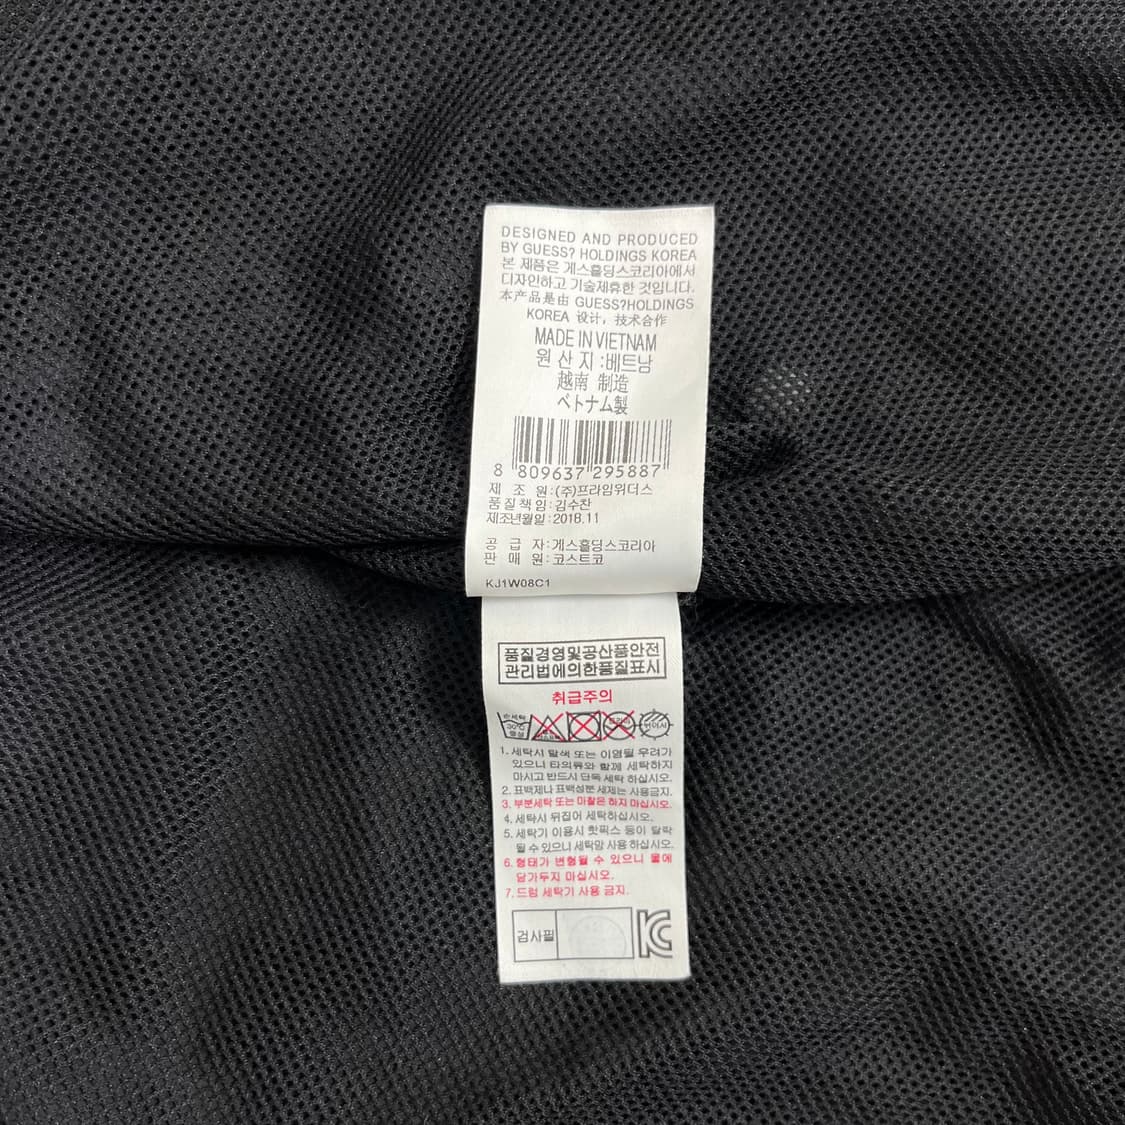 DESIGNED AND PRODUCED
BY GUESS? HOLDINGS KOREA
본 제품은 게스홀딩스코리아에서
디자인하고 기술제휴한 것입니다.
本产品是由 GUESS?HOLDINGS
KOREA 设计, 技术合作
MADE IN VIETNAM
원 산 지 :베트남
越南 制造
ベトナム製
8 809637 295887
제 조 원:(주)프라임위더스
품질책임:김수찬
제조년월일:2018.11
공 급 자:게스홀딩스코리아
판 매 원:코스트코
KJ1W08C1
품질경영및공산품안전
관리법에의한품질표시
취급주의
손세탁
30℃
중성
1. 세탁시 탈색 또는 이염될 우려가
있으니 타의류와 함께 세탁하지
마시고 반드시 단독 세탁 하십시오.
2. 표백제나 표백성분 세제는 사용금지.
3. 부분세탁 또는 마찰은 하지 마십시오.
4. 세탁시 뒤집어 세탁하십시오.
5. 세탁기 이용시 핫픽스 등이 탈락
될 수 있으니 세탁망 사용하십시오.
6. 형태가 변형될 수 있으니 물에
담가두지 마십시오.
7. 드럼 세탁기 사용 금지.
검사필